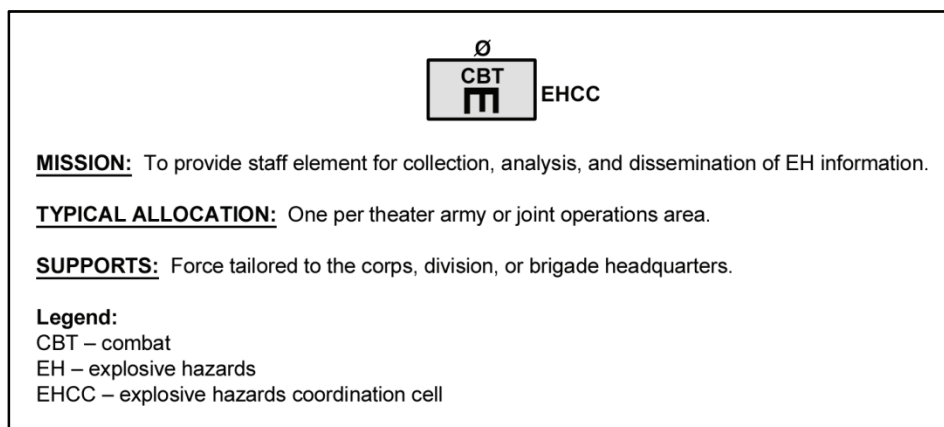 Ø
CBT
EHCC
MISSION: To provide staff element for collection, analysis, and dissemination of EH information.
TYPICAL ALLOCATION: One per theater army or joint operations area.
SUPPORTS: Force tailored to the corps, division, or brigade headquarters.
Legend:
CBT – combat
EH – explosive hazards
EHCC – explosive hazards coordination cell